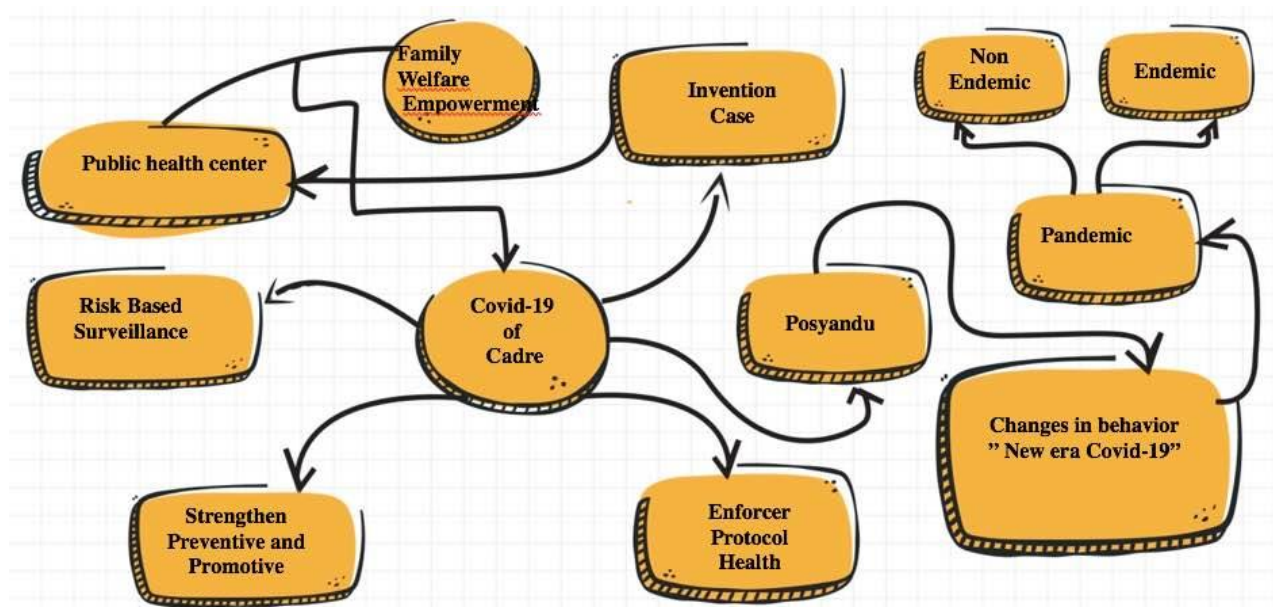 Family
Welfare
Empowerment
Invention
Case
Non
Endemic
Endemic
Public health center
Pandemic
Risk Based
Surveillance
Covid-19
of
Cadre
Posyandu
Changes in behavior
” New era Covid-19”
Strengthen
Preventive and
Promotive
Enforcer
Protocol
Health